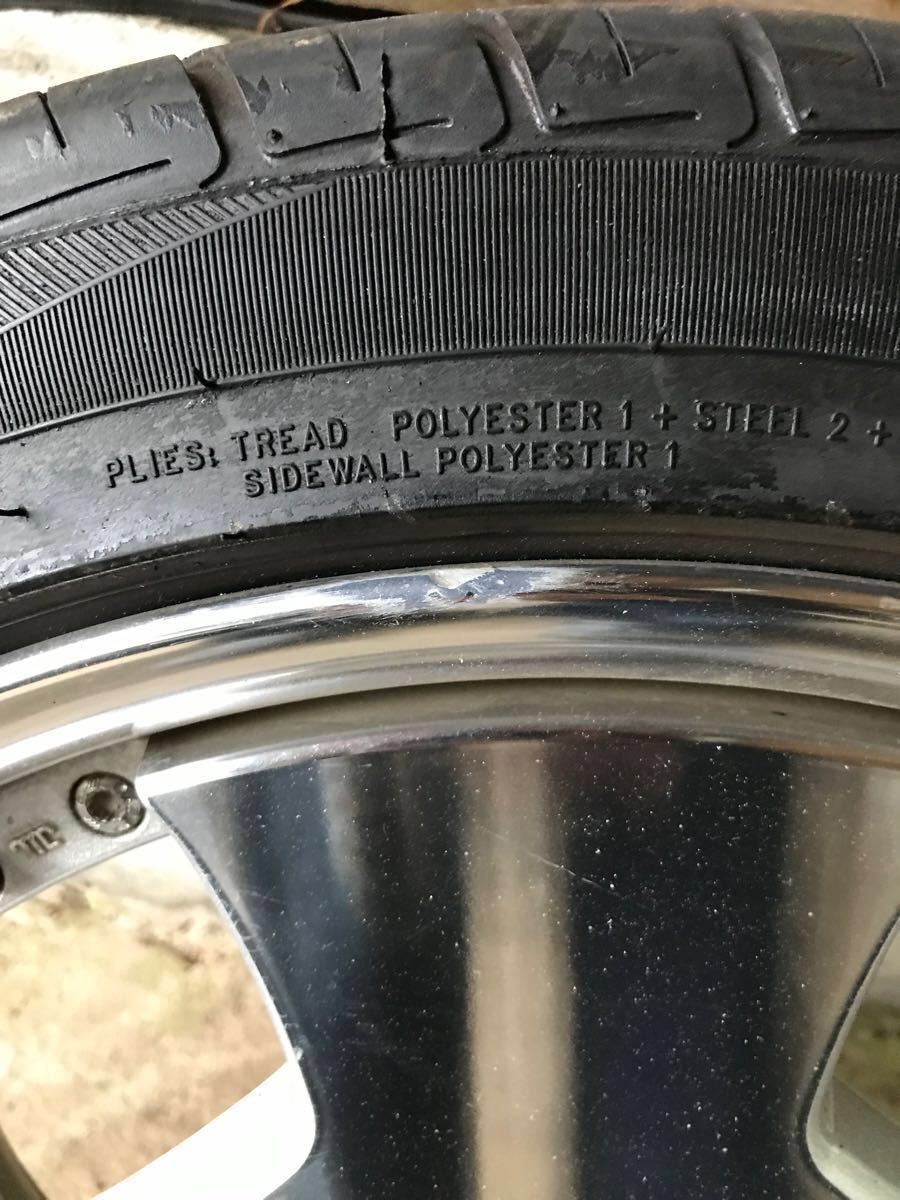 PLIES: TREAD POLYESTER 1 + STEEL 2 +
SIDEWALL POLYESTER 1